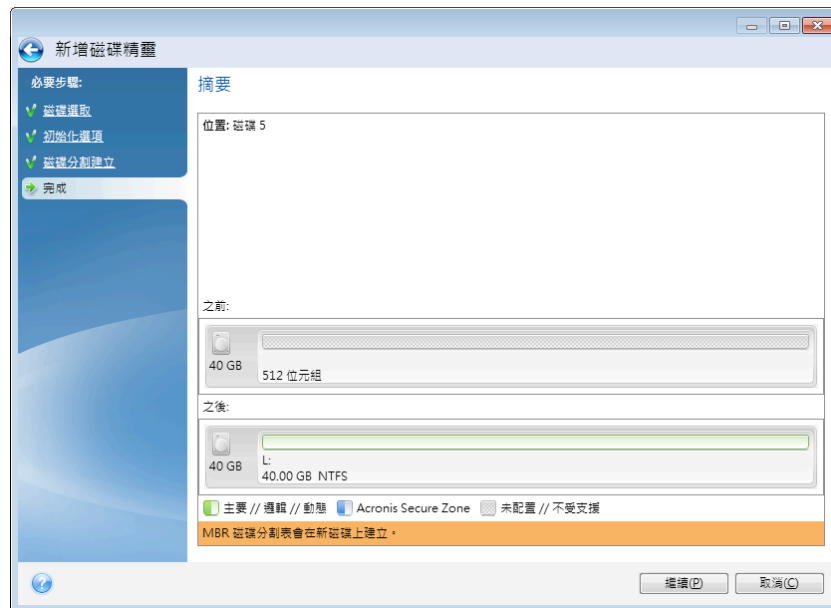 新增磁碟精靈
必要步驟:
磁碟選取
初始化選項
磁碟分割建立
完成
摘要
位置: 磁碟 5
之前:
40 GB
512 位元組
之後:
40 GB
L:
40.00 GB NTFS
主要 // 邏輯 // 動態 Acronis Secure Zone 未配置 // 不受支援
MBR 磁碟分割表會在新磁碟上建立。
繼續(P) 取消(C)